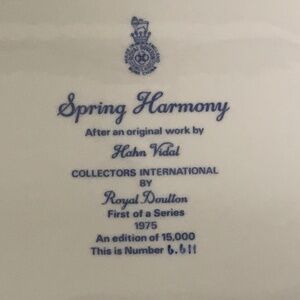 Spring Harmony
After an original work by
Hahn Vidal
COLLECTORS INTERNATIONAL
BY
Royal Doulton
First of a Series
1975
An edition of 15,000
This is Number 6.611